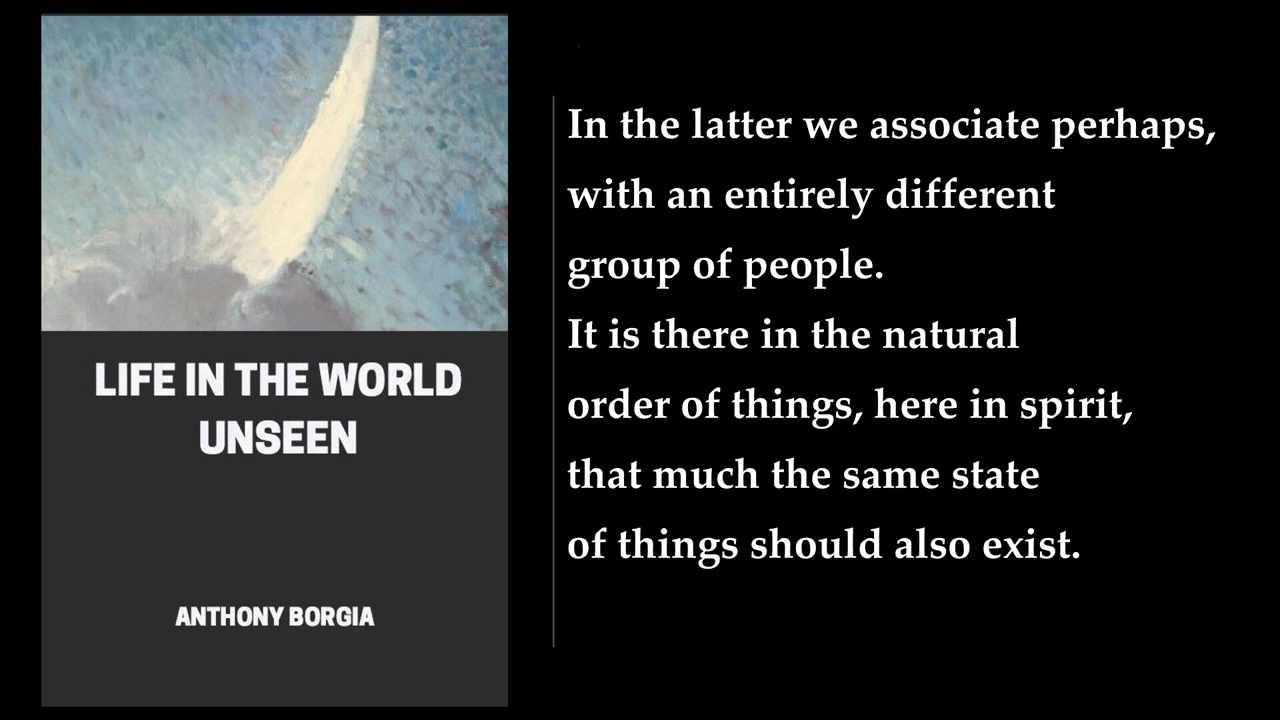 LIFE IN THE WORLD
UNSEEN
ANTHONY BORGIA
In the latter we associate perhaps,
with an entirely different
group of people.
It is there in the natural
order of things, here in spirit,
that much the same state
of things should also exist.